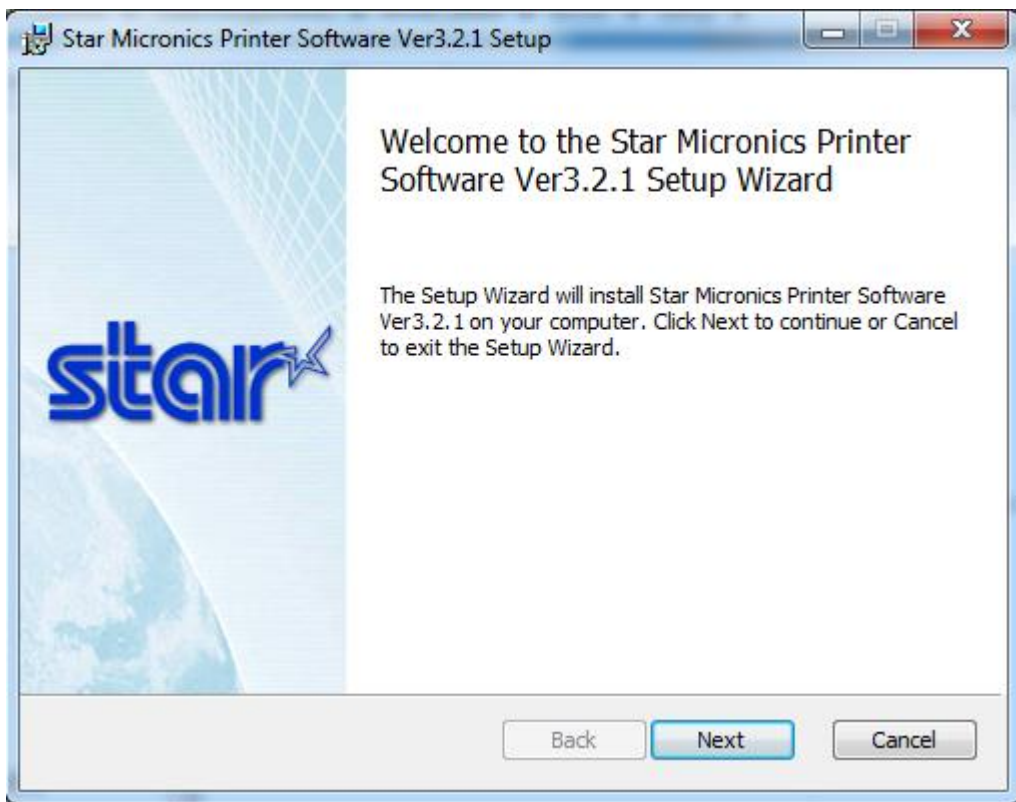 Star Micronics Printer Software Ver3.2.1 Setup
Welcome to the Star Micronics Printer
Software Ver3.2.1 Setup Wizard
The Setup Wizard will install Star Micronics Printer Software
Ver3.2.1 on your computer. Click Next to continue or Cancel
to exit the Setup Wizard.
star
Back Next Cancel